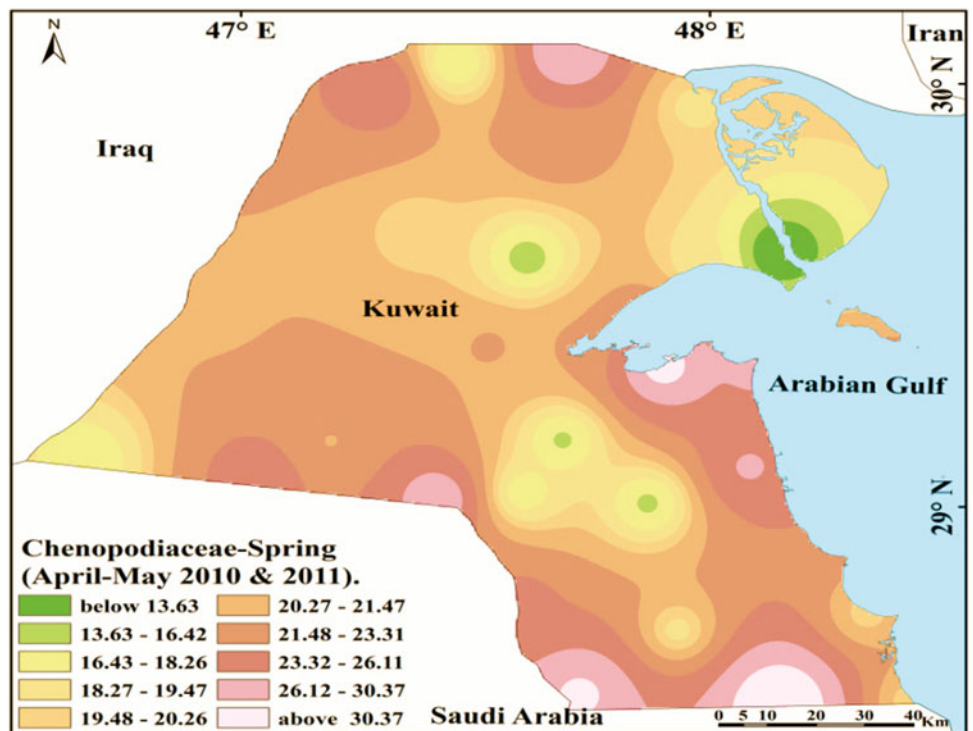 N
47° E
48° E
Iran
30° N
Iraq
Kuwait
Arabian Gulf
29° N
Chenopodiaceae-Spring
(April-May 2010 & 2011).
below 13.63
13.63 - 16.42
16.43 - 18.26
18.27 - 19.47
19.48 - 20.26
20.27 - 21.47
21.48 - 23.31
23.32 - 26.11
26.12 - 30.37
above 30.37
Saudi Arabia
0 5 10 20 30 40
Km